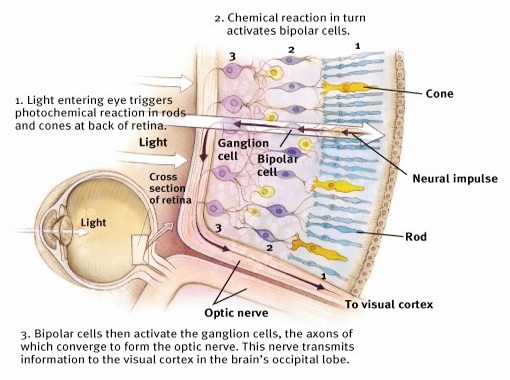 2. Chemical reaction in turn
activates bipolar cells.
3
2
1
Cone
1. Light entering eye triggers
photochemical reaction in rods
and cones at back of retina.
Light
Ganglion
cell
Bipolar
cell
Neural impulse
Cross
section
of retina
Light
3
2
1
Rod
Optic nerve
To visual cortex
3. Bipolar cells then activate the ganglion cells, the axons of
which converge to form the optic nerve. This nerve transmits
information to the visual cortex in the brain's occipital lobe.